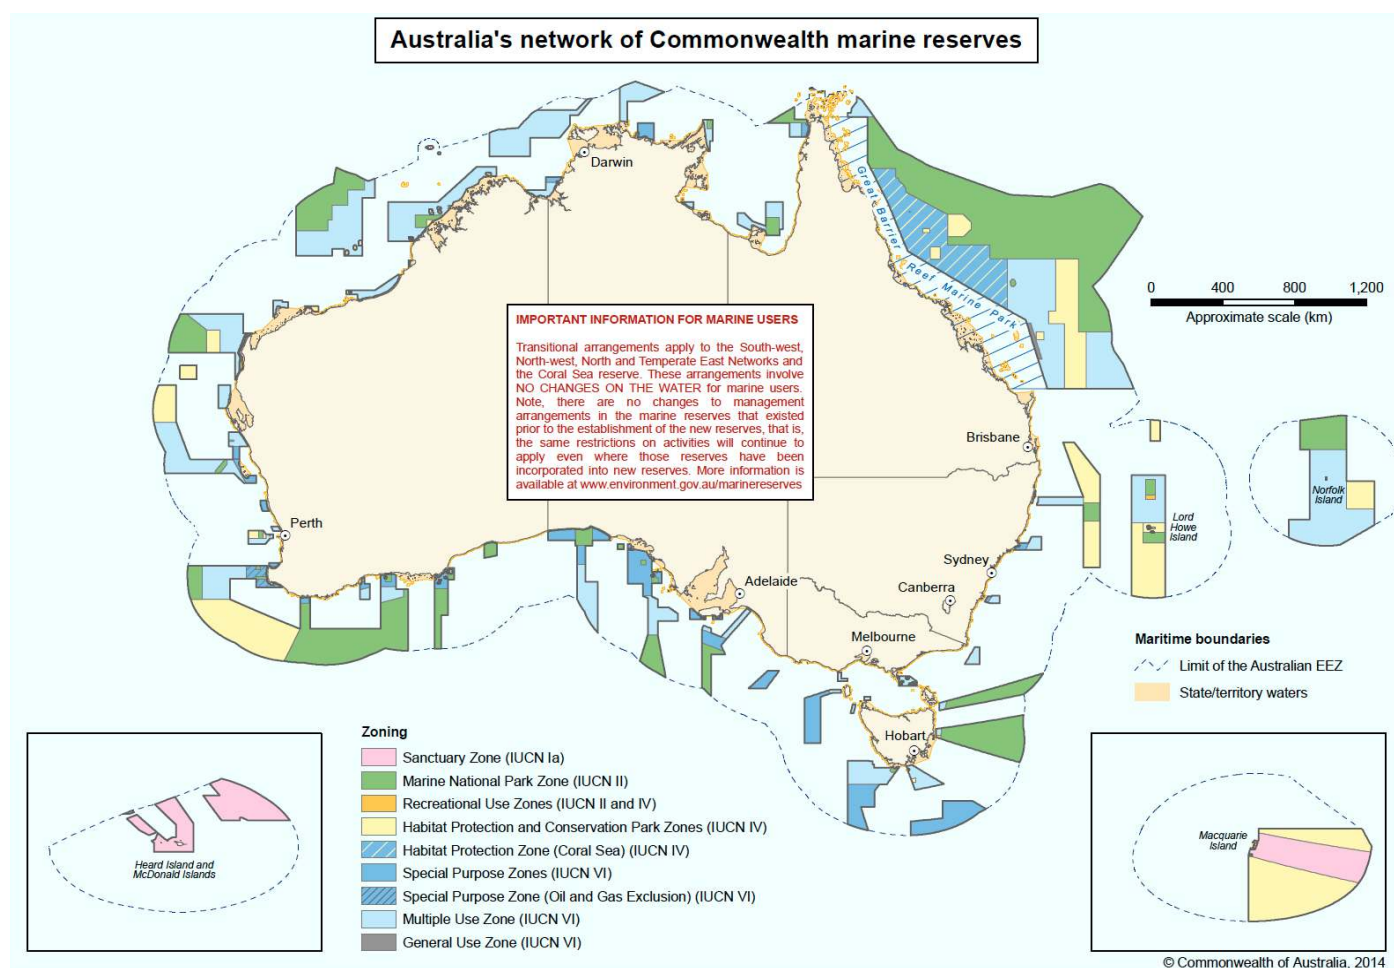 Australia's network of Commonwealth marine reserves
Darwin
Great Barrier Reef Marine Park
0 400 800 1,200
Approximate scale (km)
IMPORTANT INFORMATION FOR MARINE USERS
Transitional arrangements apply to the South-west,
North-west, North and Temperate East Networks and
the Coral Sea reserve. These arrangements involve
NO CHANGES ON THE WATER for marine users.
Note, there are no changes to management
arrangements in the marine reserves that existed
prior to the establishment of the new reserves, that is,
the same restrictions on activities will continue to
apply even where those reserves have been
incorporated into new reserves. More information is
available at www.environment.gov.au/marinereserves
Brisbane
Norfolk
Island
Lord
Howe
Island
Perth
Sydney
Adelaide
Canberra
Melbourne
Hobart
Maritime boundaries
Limit of the Australian EEZ
State/territory waters
Zoning
Sanctuary Zone (IUCN Ia)
Marine National Park Zone (IUCN II)
Recreational Use Zones (IUCN II and IV)
Habitat Protection and Conservation Park Zones (IUCN IV)
Habitat Protection Zone (Coral Sea) (IUCN IV)
Special Purpose Zones (IUCN VI)
Special Purpose Zone (Oil and Gas Exclusion) (IUCN VI)
Multiple Use Zone (IUCN VI)
General Use Zone (IUCN VI)
Heard Island and
McDonald Islands
Macquarie
Island
© Commonwealth of Australia. 2014